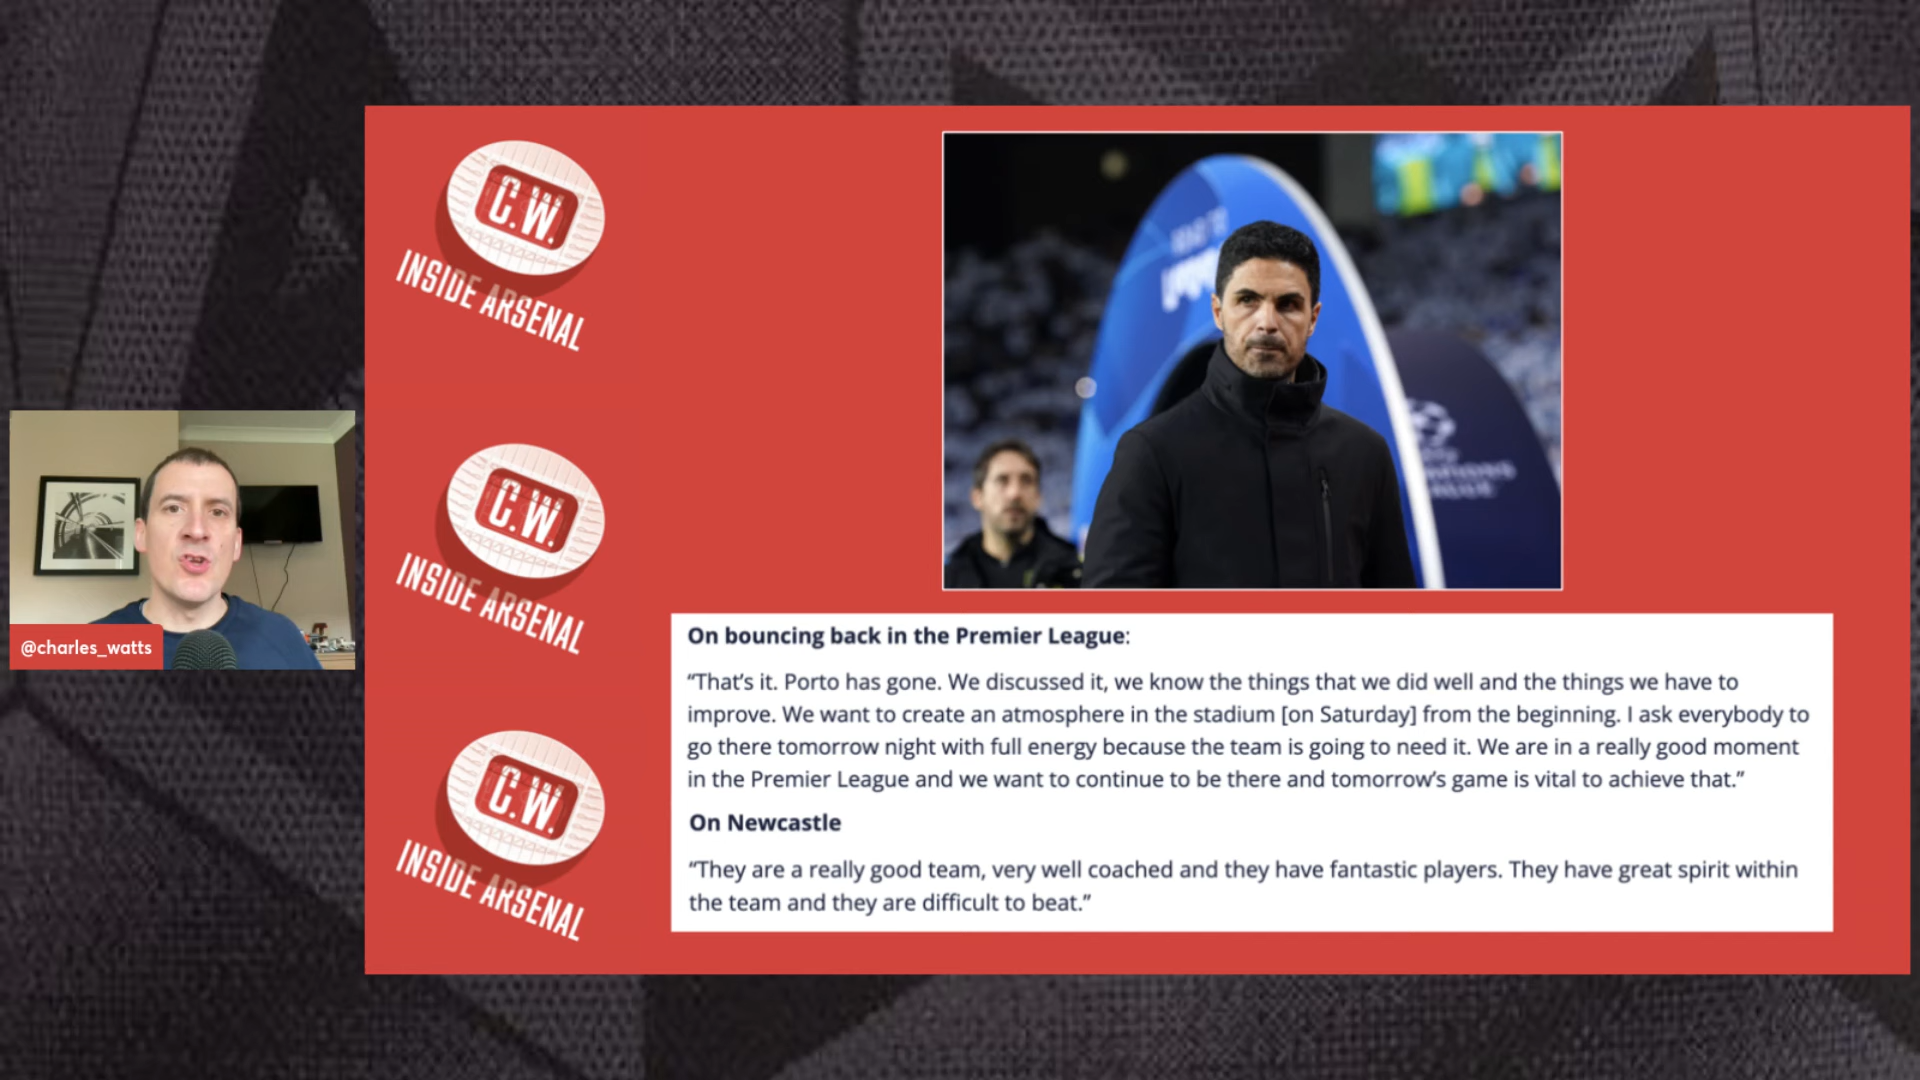 C.W.
INSIDE ARSENAL
C.W.
INSIDE ARSENAL
C.W.
INSIDE ARSENAL
@charles_watts
On bouncing back in the Premier League:
“That’s it. Porto has gone. We discussed it, we know the things that we did well and the things we have to
improve. We want to create an atmosphere in the stadium [on Saturday] from the beginning. I ask everybody to
go there tomorrow night with full energy because the team is going to need it. We are in a really good moment
in the Premier League and we want to continue to be there and tomorrow’s game is vital to achieve that.”
On Newcastle
“They are a really good team, very well coached and they have fantastic players. They have great spirit within
the team and they are difficult to beat.”